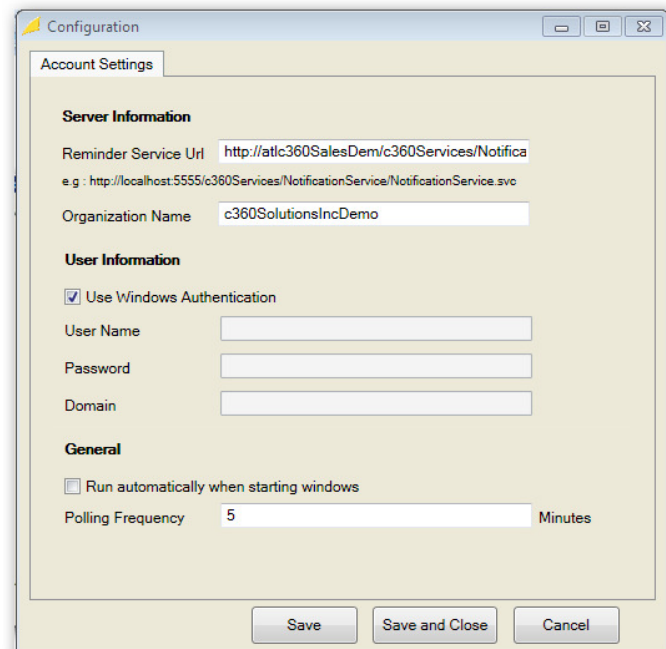 Configuration
Account Settings
Server Information
Reminder Service Url http://atlc360SalesDem/c360Services/Notifica
e.g : http://localhost:5555/c360Services/NotificationService/NotificationService.svc
Organization Name c360SolutionsIncDemo
User Information
Use Windows Authentication
User Name
Password
Domain
General
Run automatically when starting windows
Polling Frequency 5 Minutes
Save Save and Close Cancel